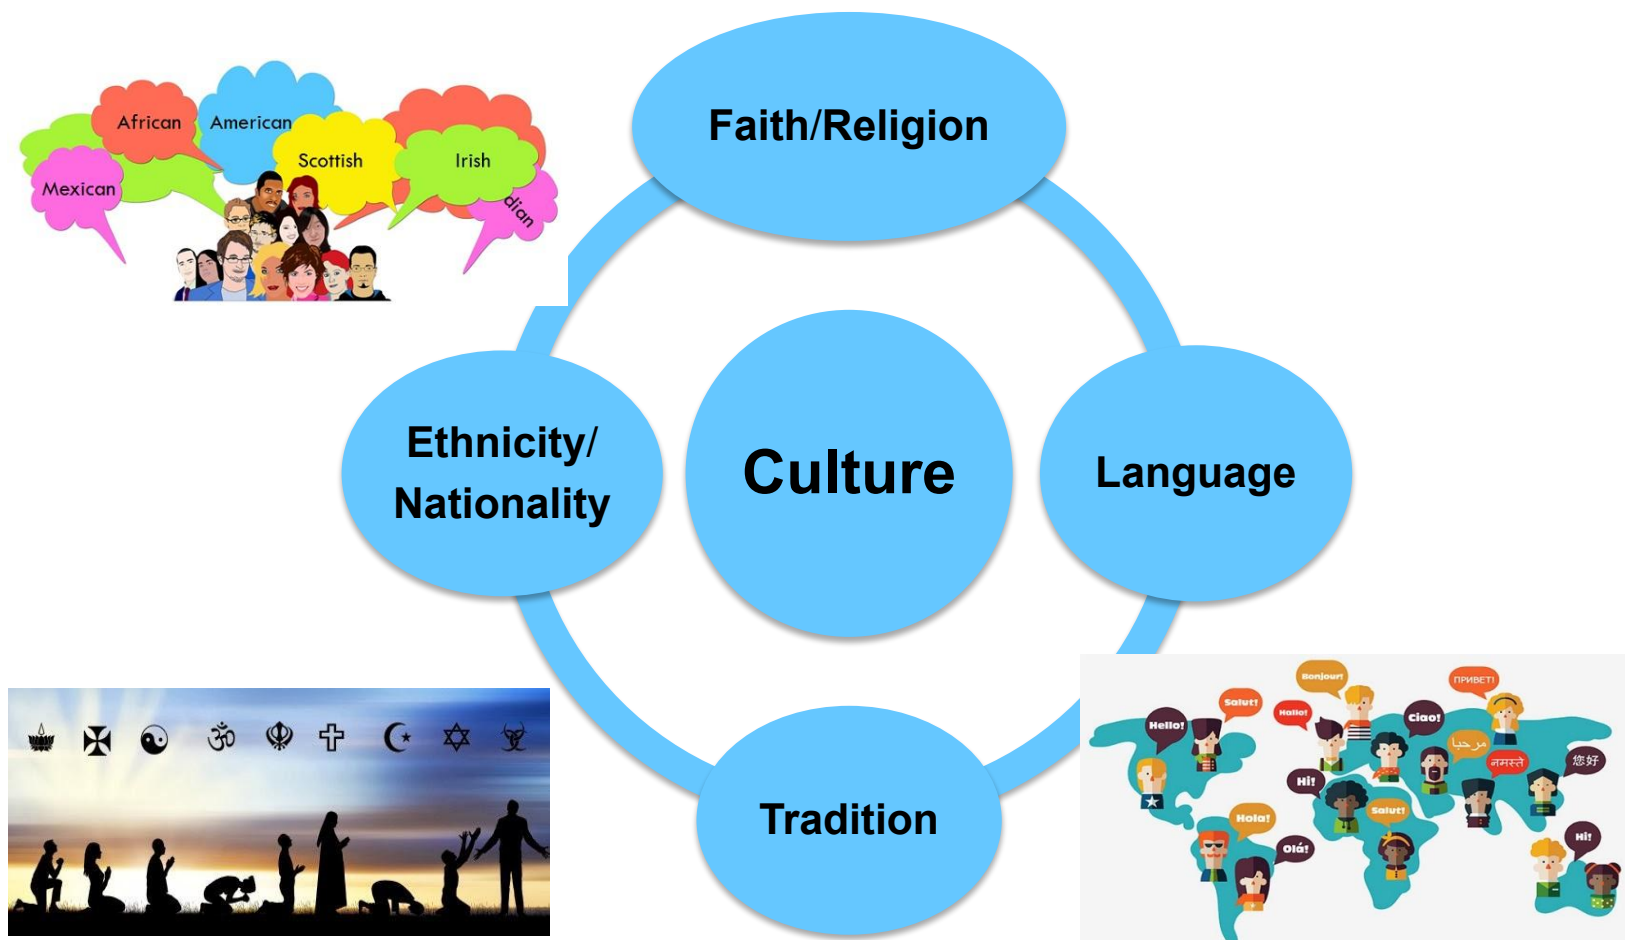 African
American
Scottish
Irish
Mexican
dian
Faith/Religion
Ethnicity/
Nationality
Culture
Language
Tradition
Bonjour!
ПРИВЕТ!
Salut!
Hallo!
Ciao!
Hello!
مرحبا
नमस्ते
您好
Hi!
Salut!
Hola!
Hi!
Olá!
ॐ